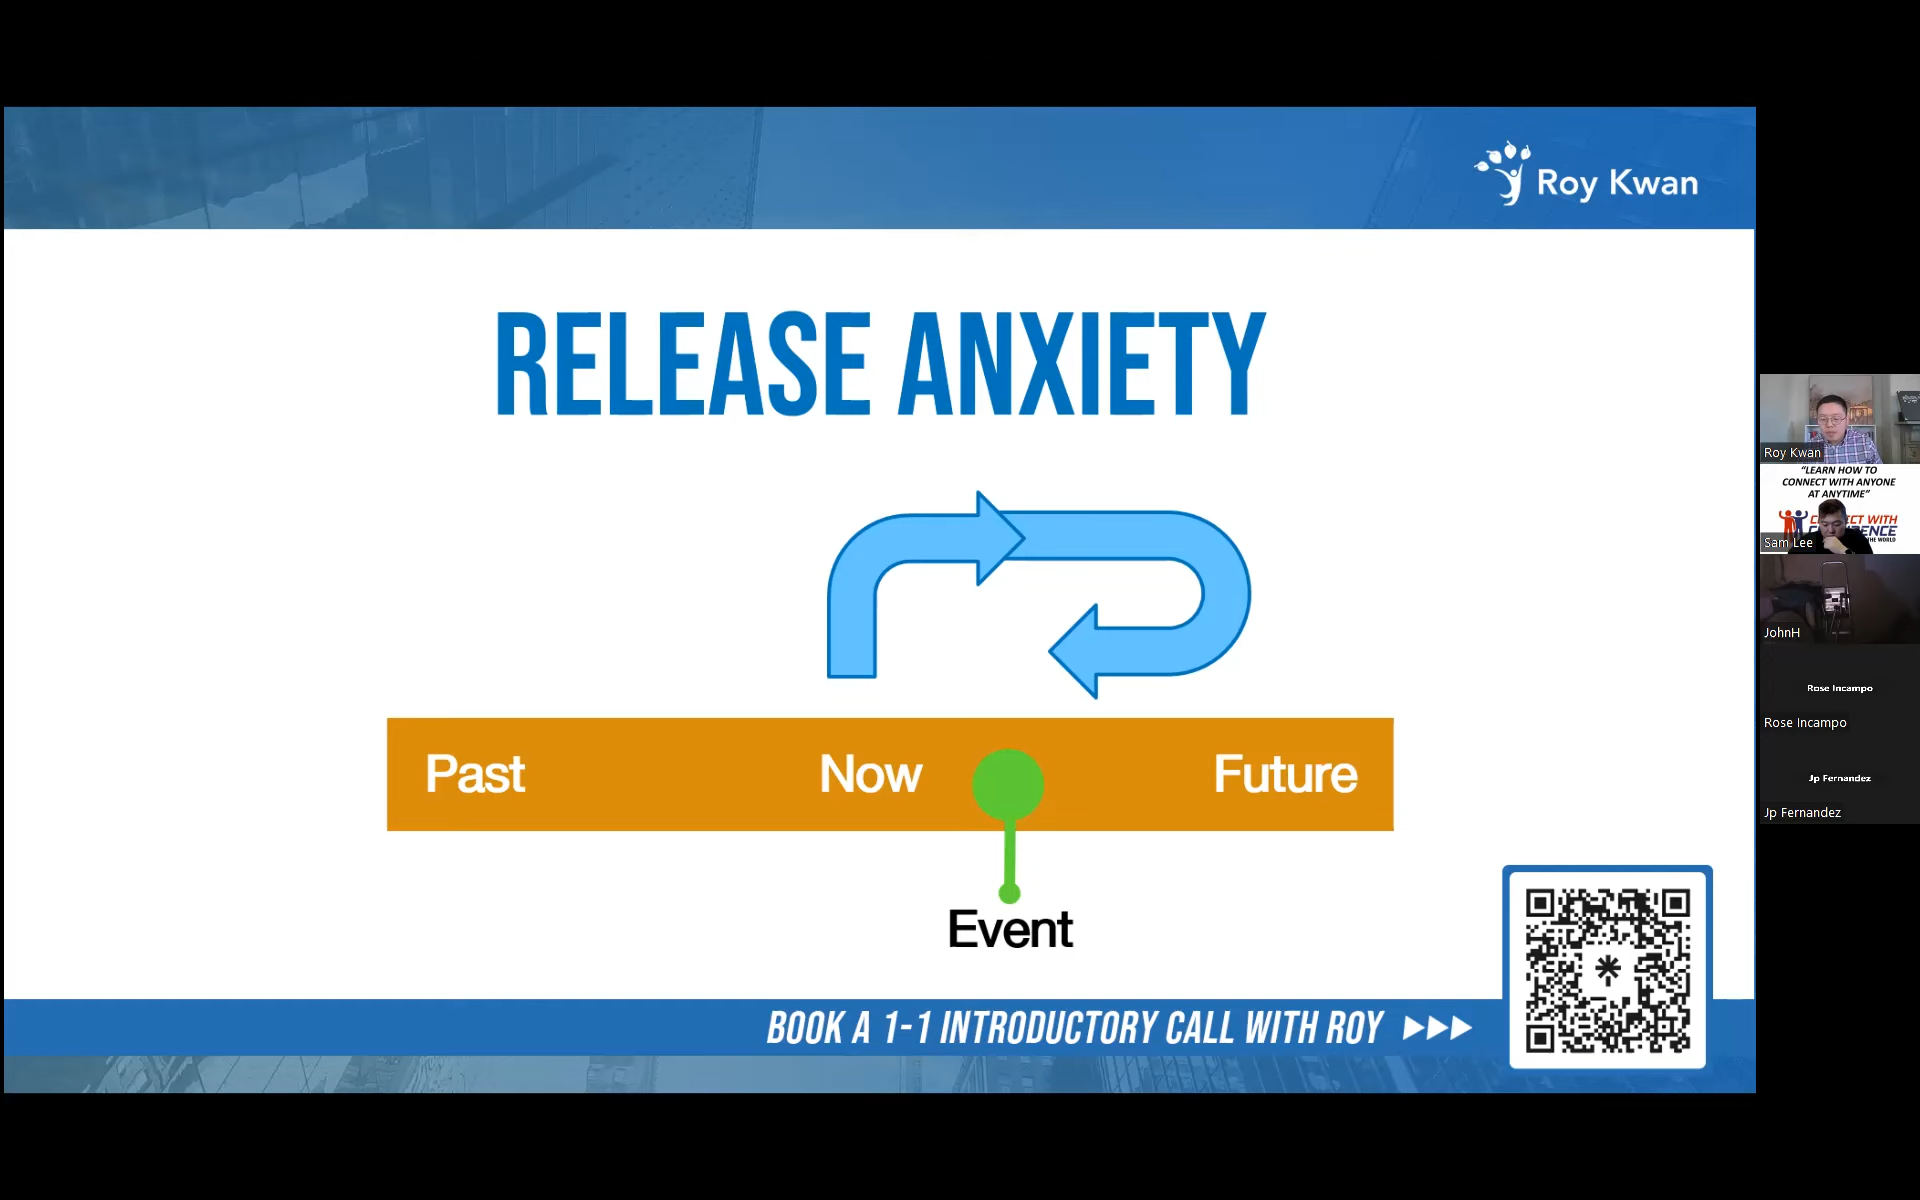 Roy Kwan
RELEASE ANXIETY
Past
Now
Future
Event
BOOK A 1-1 INTRODUCTORY CALL WITH ROY
Roy Kwan
"LEARN HOW TO
CONNECT WITH ANYONE
AT ANYTIME"
Sam Lee
JohnH
Rose Incampo
Rose Incampo
Jp Fernandez
Jp Fernandez